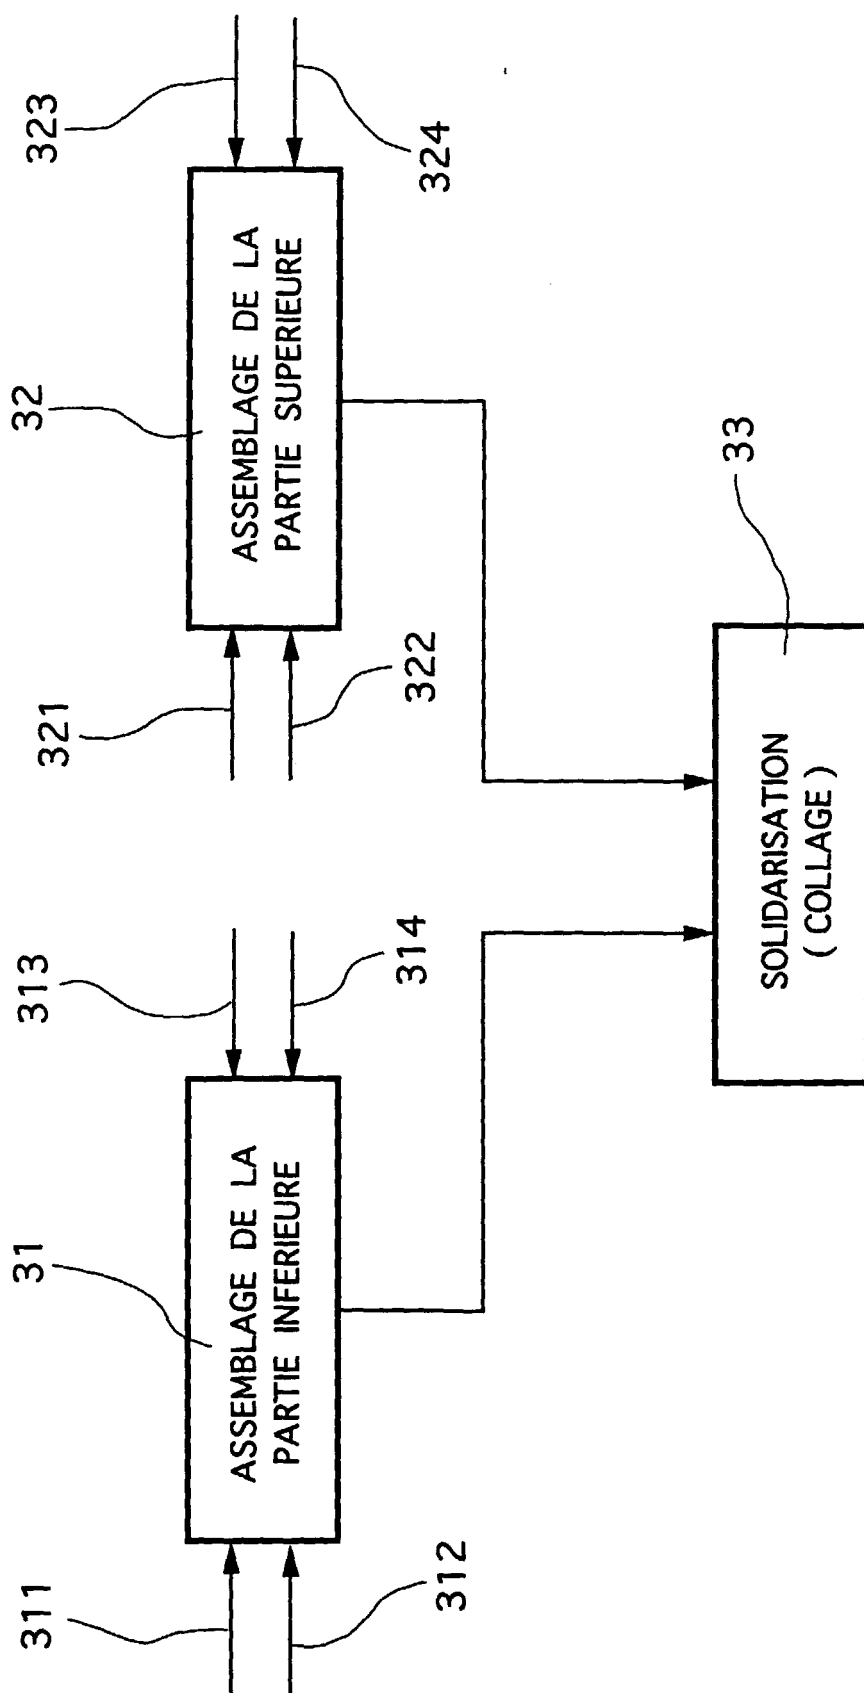 31
ASSEMBLAGE DE LA
PARTIE INFERIEURE
311
312
313
314
32
ASSEMBLAGE DE LA
PARTIE SUPERIEURE
321
322
323
324
33
SOLIDARISATION
( COLLAGE )